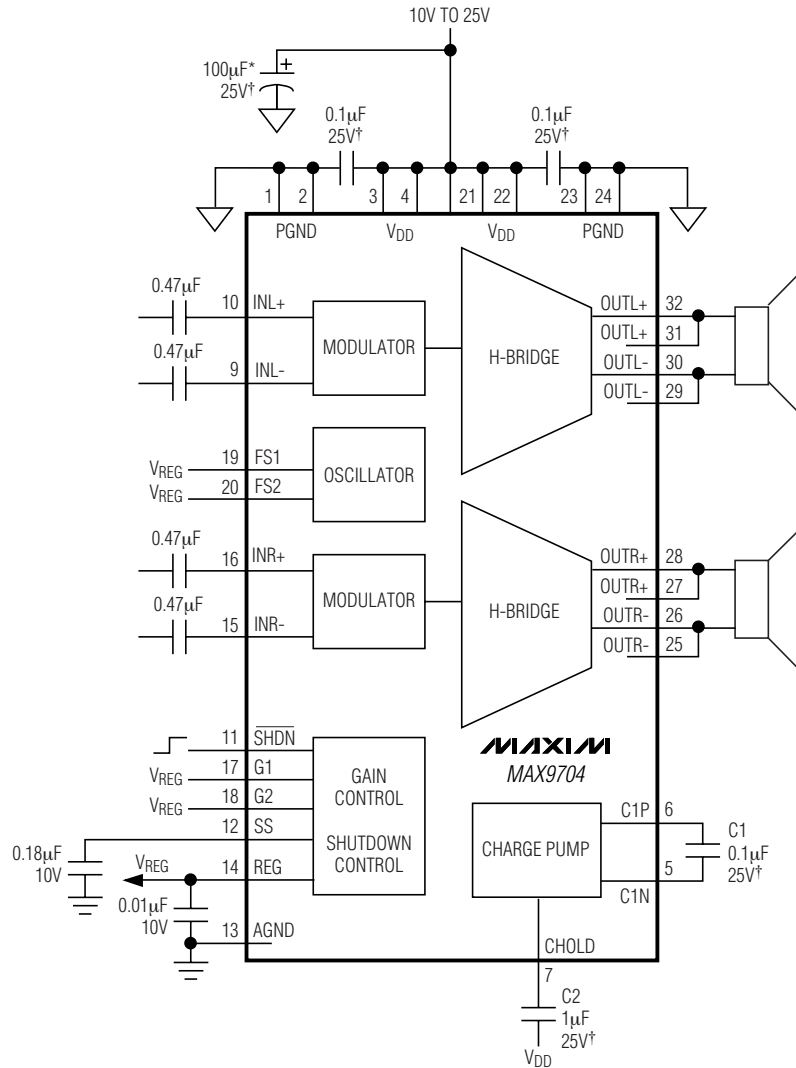 10V TO 25V
100µF*
25V†
+
0.1µF
25V†
0.1µF
25V†
1 2 3 4 21 22 23 24
PGND VDD VDD PGND
0.47µF
10 INL+
MODULATOR
0.47µF
9 INL-
H-BRIDGE
OUTL+ 32
OUTL+ 31
OUTL- 30
OUTL- 29
VREG 19 FS1
VREG 20 FS2
OSCILLATOR
0.47µF
16 INR+
MODULATOR
0.47µF
15 INR-
H-BRIDGE
OUTR+ 28
OUTR+ 27
OUTR- 26
OUTR- 25
11 SHDN
VREG 17 G1
VREG 18 G2
12 SS
GAIN
CONTROL
SHUTDOWN
CONTROL
0.18µF
10V
VREG 14 REG
0.01µF
10V
13 AGND
MAXIM
MAX9704
CHARGE PUMP
C1P 6
C1
0.1µF
25V†
5
C1N
CHOLD
7
C2
1µF
25V†
VDD